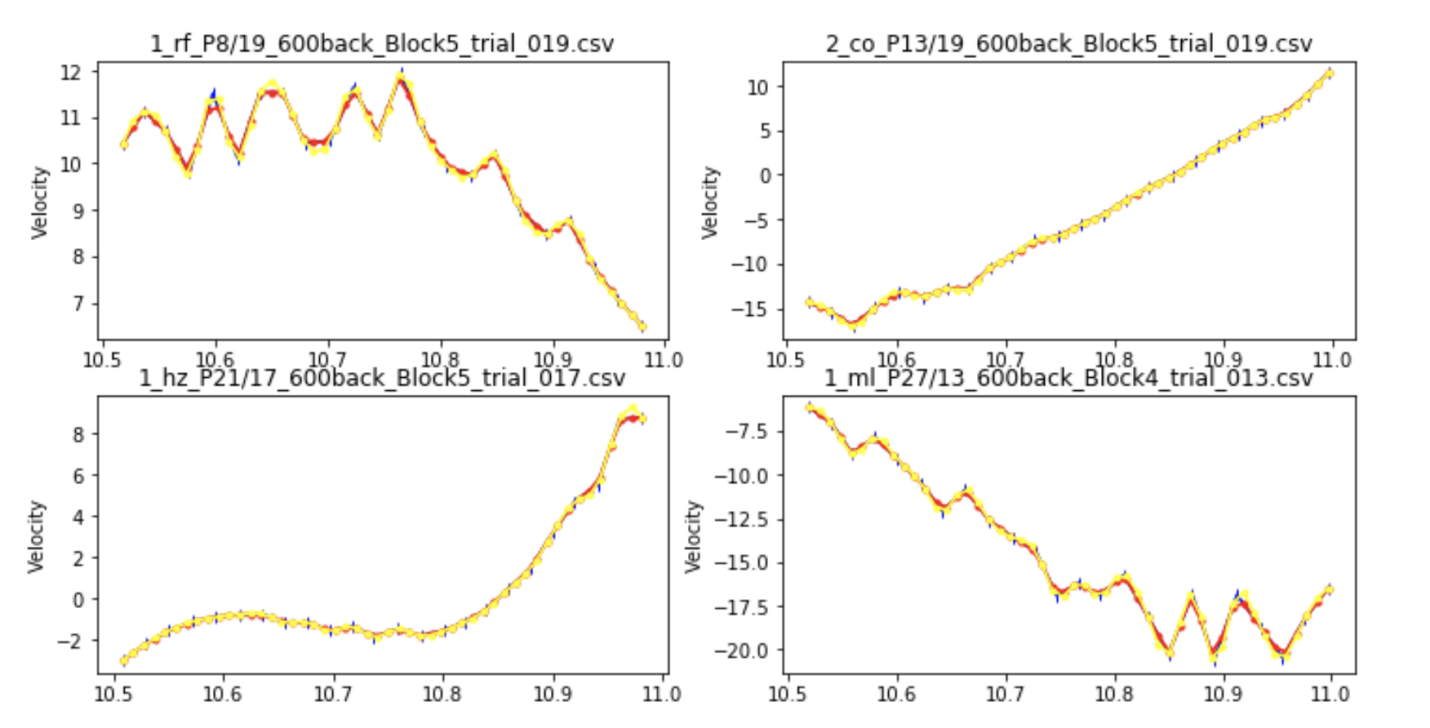 1_rf_P8/19_600back_Block5_trial_019.csv
12
11
10
9
8
7
Velocity
10.5 10.6 10.7 10.8 10.9 11.0
2_co_P13/19_600back_Block5_trial_019.csv
10
5
0
−5
−10
−15
Velocity
10.5 10.6 10.7 10.8 10.9 11.0
1_hz_P21/17_600back_Block5_trial_017.csv
8
6
4
2
0
−2
Velocity
10.5 10.6 10.7 10.8 10.9 11.0
1_ml_P27/13_600back_Block4_trial_013.csv
−7.5
−10.0
−12.5
−15.0
−17.5
−20.0
Velocity
10.5 10.6 10.7 10.8 10.9 11.0